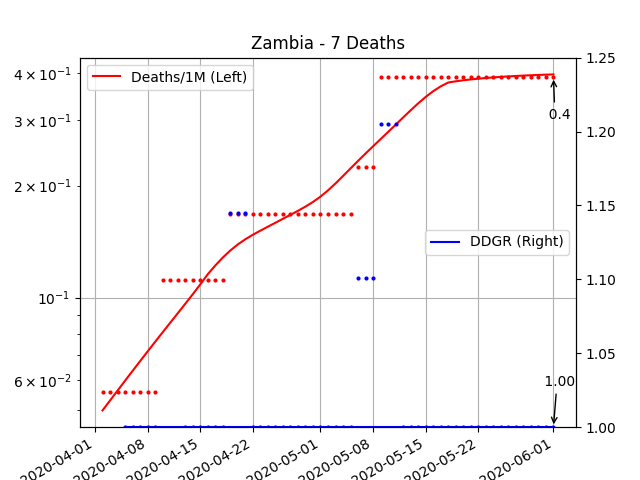 Zambia - 7 Deaths
Deaths/1M (Left)
DDGR (Right)
4 × 10⁻¹
3 × 10⁻¹
2 × 10⁻¹
10⁻¹
6 × 10⁻²
1.25
1.20
1.15
1.10
1.05
1.00
0.4
1.00
2020-04-01
2020-04-08
2020-04-15
2020-04-22
2020-05-01
2020-05-08
2020-05-15
2020-05-22
2020-06-01